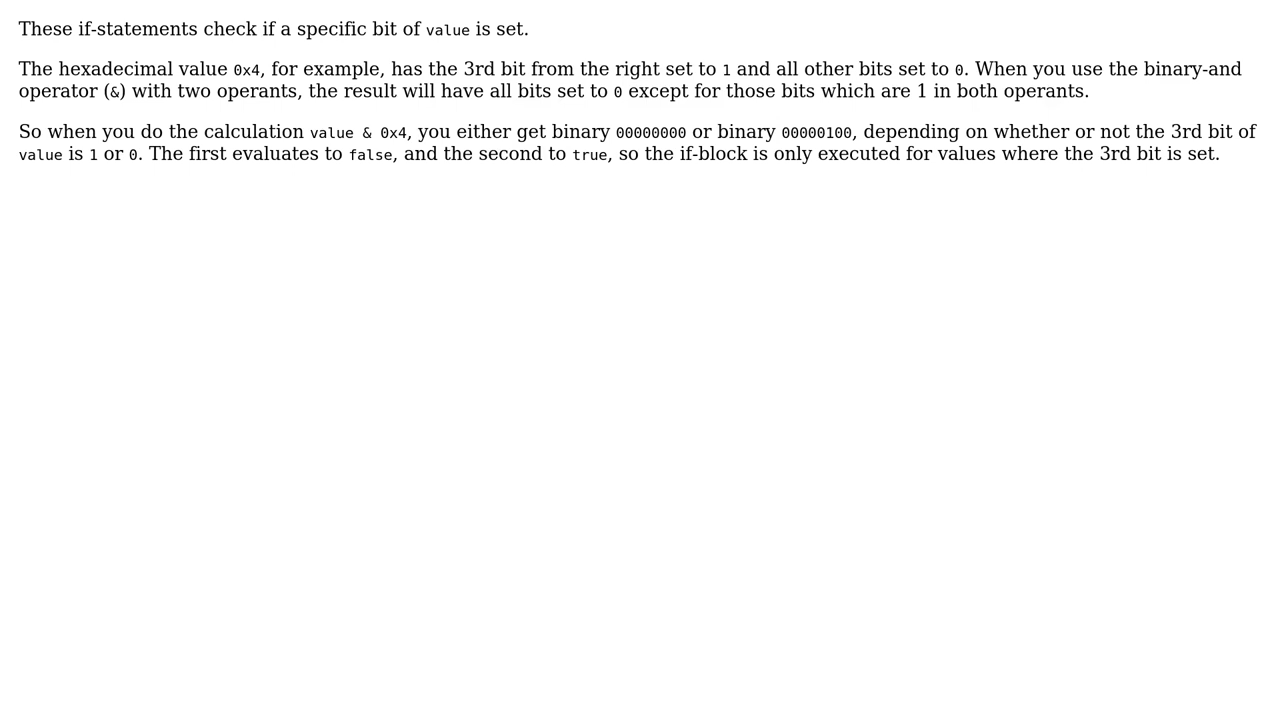 These if-statements check if a specific bit of value is set.
The hexadecimal value 0x4, for example, has the 3rd bit from the right set to 1 and all other bits set to 0. When you use the binary-and
operator (&) with two operants, the result will have all bits set to 0 except for those bits which are 1 in both operants.
So when you do the calculation value & 0x4, you either get binary 00000000 or binary 00000100, depending on whether or not the 3rd bit of
value is 1 or 0. The first evaluates to false, and the second to true, so the if-block is only executed for values where the 3rd bit is set.